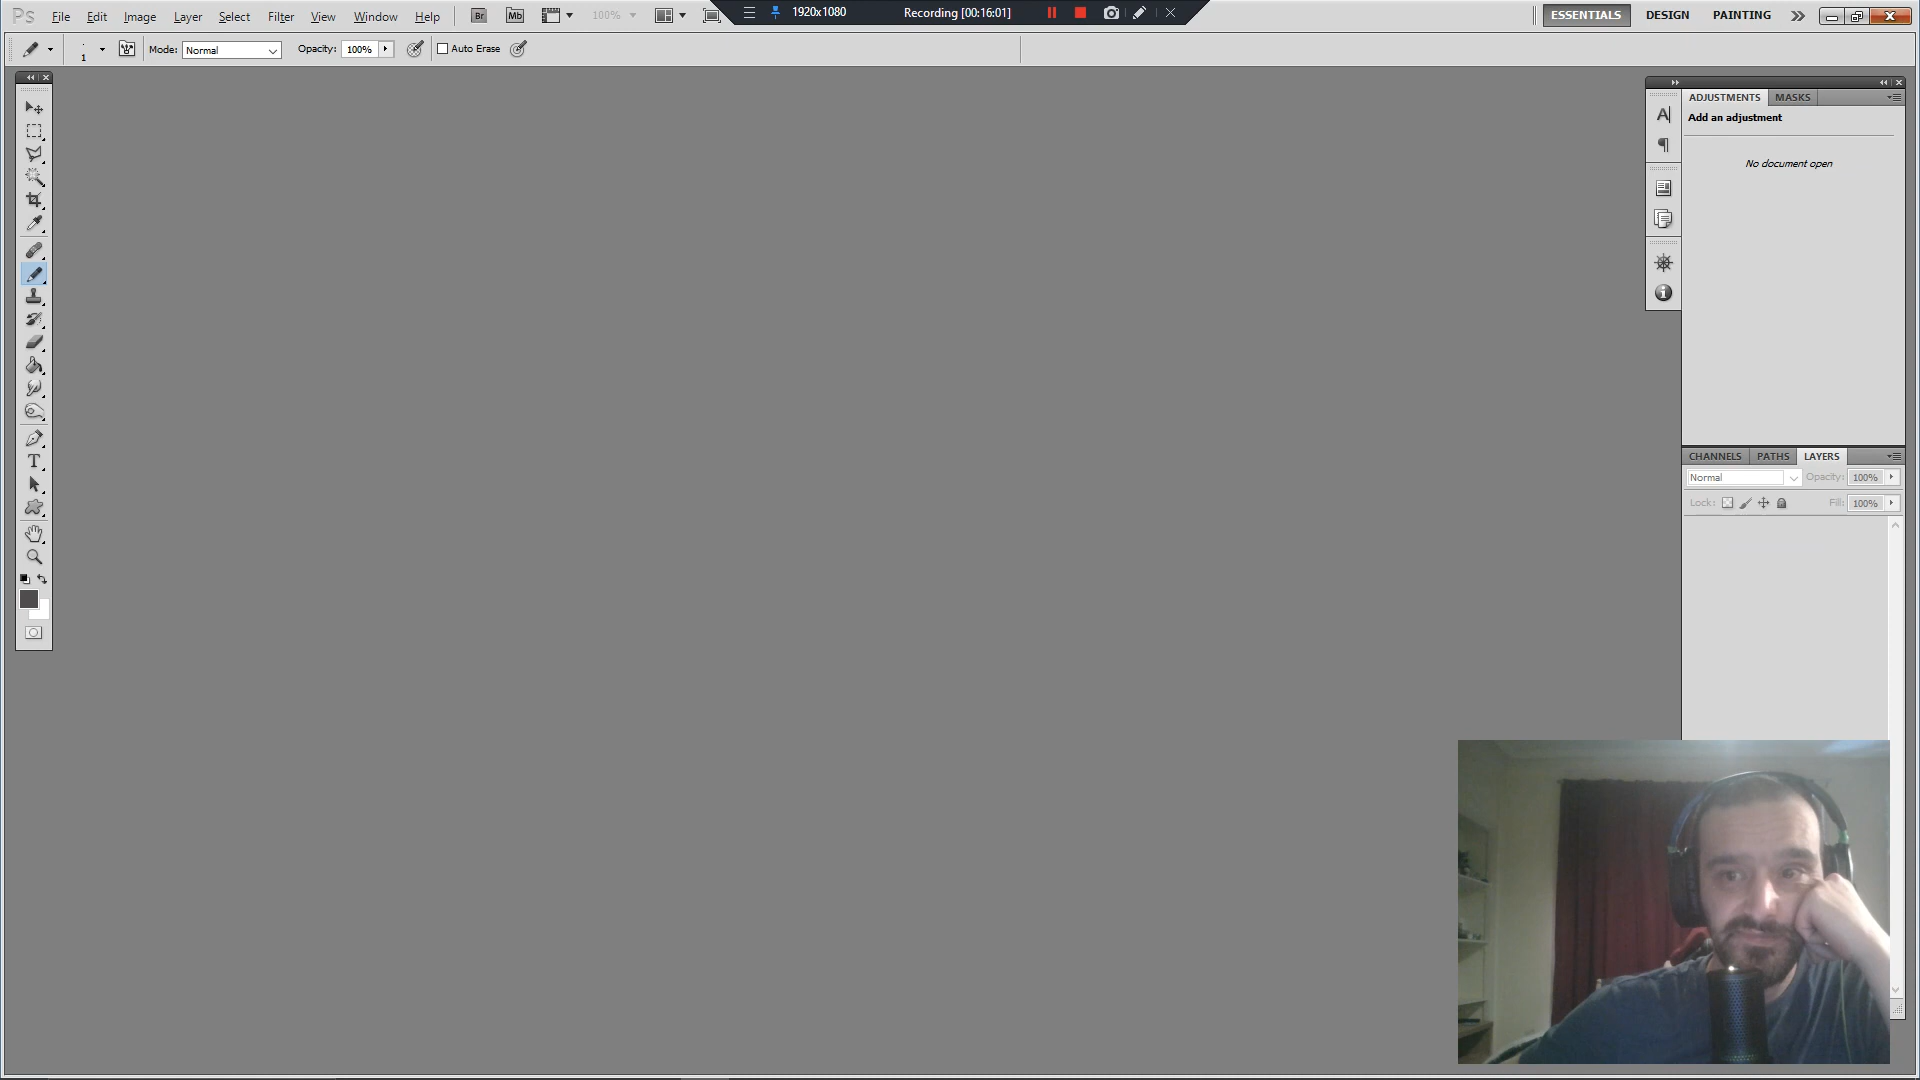 Ps File Edit Image Layer Select Filter View Window Help Br Mb 100% 1920x1080 Recording [00:16:01] ESSENTIALS DESIGN PAINTING
1 Mode: Normal Opacity: 100% Auto Erase
ADJUSTMENTS MASKS
Add an adjustment
No document open
CHANNELS PATHS LAYERS
Normal Opacity: 100%
Lock: Fill: 100%